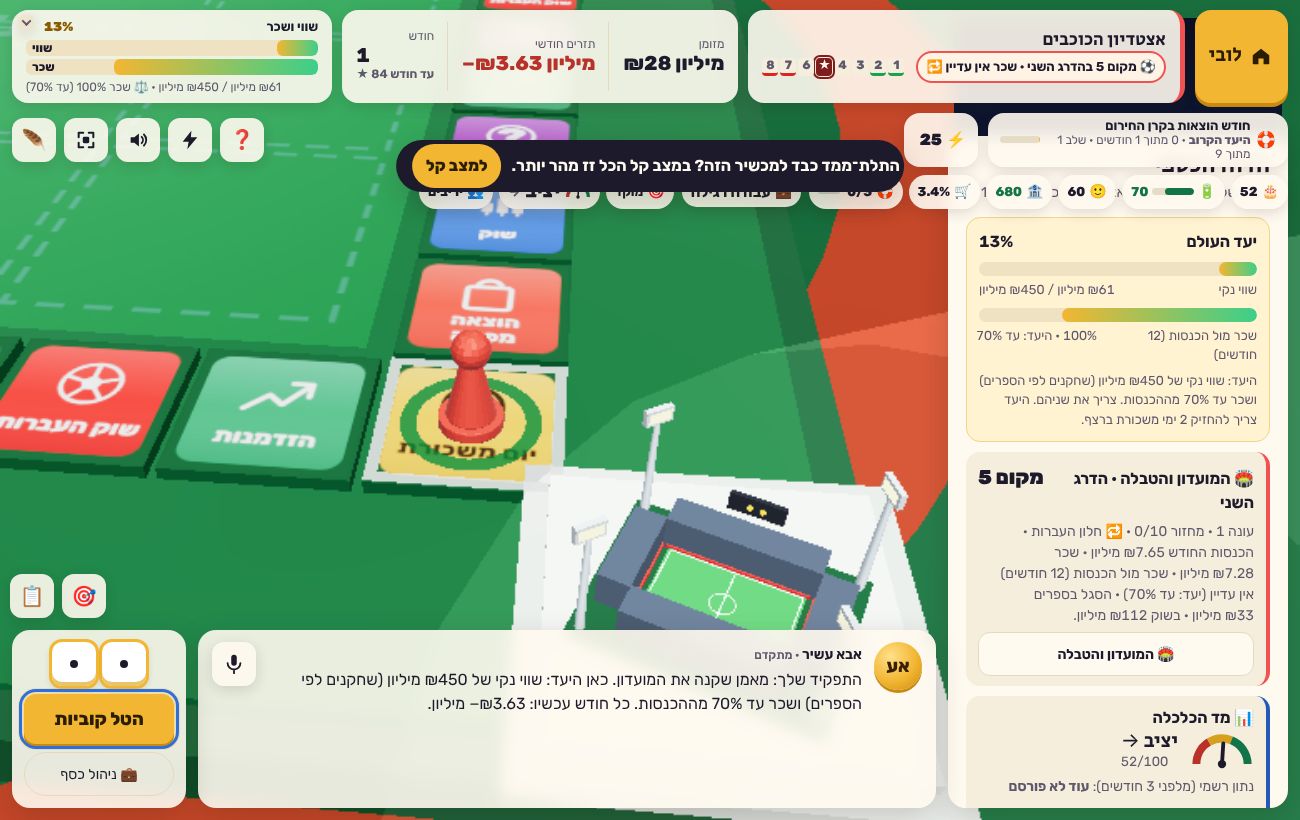 לובי
אצטדיון הכוכבים
⚽ מקום 5 בהדרג השני • שכר אין עדיין 🔁
1 2 3 4 ★ 6 7 8
מזומן
₪28 מיליון
תזרים חודשי
−₪3.63 מיליון
חודש
1
עד חודש 84 ★
שווי ושכר
13%
שווי
שכר
₪61 מיליון / ₪450 מיליון • ⚖️ שכר 100% (עד 70%)
חודש הוצאות בקרן החירום
היעד הקרוב • 0 מתוך 1 חודשים • שלב 1
מתוך 9
⚡ 25
התלת־ממד כבד למכשיר הזה? במצב קל הכל זז מהר יותר.
למצב קל
🎂 52
🔋 70
🙂 60
🏦 680
🛒 3.4%
יעד העולם
13%
שווי נקי
₪61 מיליון / ₪450 מיליון
שכר מול הכנסות (12 חודשים)
100% • היעד: עד 70%
היעד: שווי נקי של ₪450 מיליון (שחקנים לפי הספרים)
ושכר עד 70% מההכנסות. צריך את שניהם. היעד
צריך להחזיק 2 ימי משכורת ברצף.
🏟️ המועדון והטבלה • הדרג השני
מקום 5
עונה 1 • מחזור 0/10 • 🔁 חלון העברות •
הכנסות החודש ₪7.65 מיליון • שכר
₪7.28 מיליון • שכר מול הכנסות (12 חודשים)
אין עדיין (יעד: עד 70%) • הסגל בספרים
₪33 מיליון • בשוק ₪112 מיליון.
🏟️ המועדון והטבלה
📊 מד הכלכלה
יציב →
52/100
נתון רשמי (מלפני 3 חודשים): עוד לא פורסם
שוק
הוצאה
יום משכורת
הזדמנות
שוק העברות
אע
אבא עשיר • מתקדם
התפקיד שלך: מאמן שקנה את המועדון. כאן היעד: שווי נקי של ₪450 מיליון (שחקנים לפי
הספרים) ושכר עד 70% מההכנסות. כל חודש עכשיו: ₪3.63− מיליון.
הטל קוביות
💼 ניהול כסף